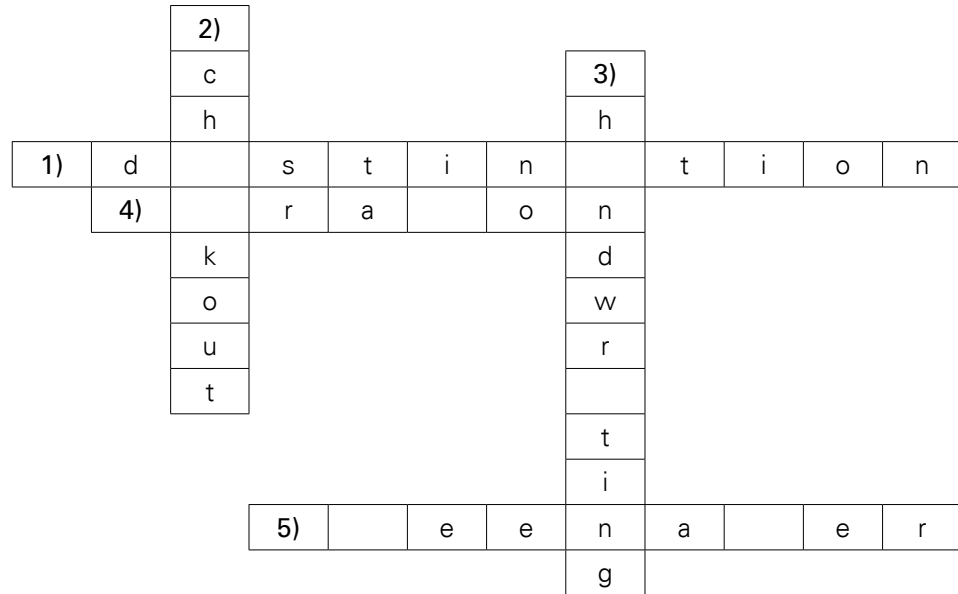 2)
c 3)
h h
1) d s t i n t i o n
4) r a o n
k d
o w
u r
t
t
i
5) e e n a e r
g